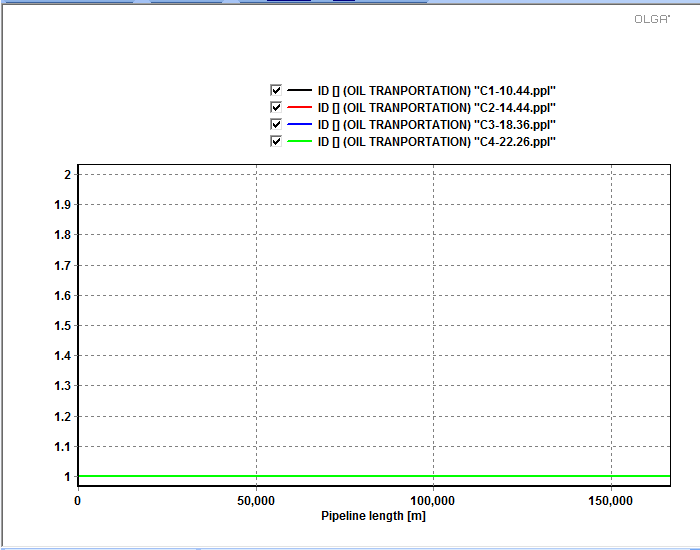 OLGA
ID [] (OIL TRANPORTATION) "C1-10.44.ppl"
ID [] (OIL TRANPORTATION) "C2-14.44.ppl"
ID [] (OIL TRANPORTATION) "C3-18.36.ppl"
ID [] (OIL TRANPORTATION) "C4-22.26.ppl"
2
1.9
1.8
1.7
1.6
1.5
1.4
1.3
1.2
1.1
1
0 50,000 100,000 150,000
Pipeline length [m]